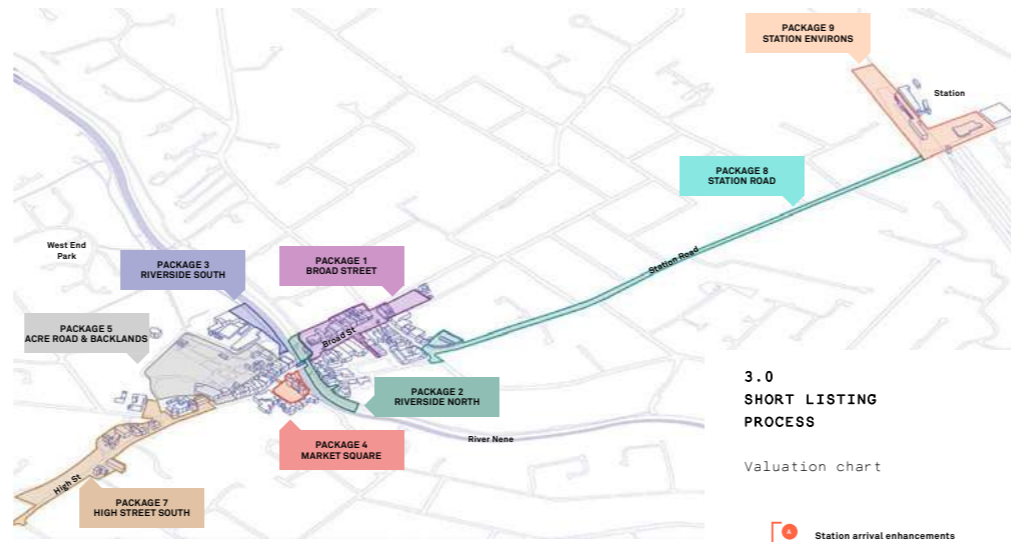 PACKAGE 9
STATION ENVIRONS
Station
PACKAGE 8
STATION ROAD
Station Road
West End
Park
PACKAGE 3
RIVERSIDE SOUTH
PACKAGE 1
BROAD STREET
Broad St
PACKAGE 5
ACRE ROAD & BACKLANDS
PACKAGE 2
RIVERSIDE NORTH
River Nene
PACKAGE 4
MARKET SQUARE
High St
PACKAGE 7
HIGH STREET SOUTH
3.0
SHORT LISTING
PROCESS
Valuation chart
A
Station arrival enhancements